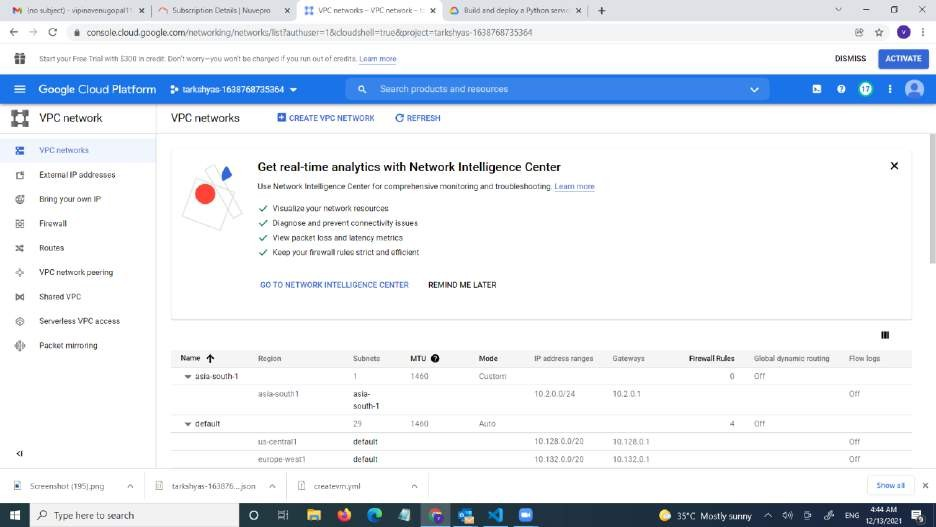 (no subject) - vipinavenugopal11
Subscription Details | Nuvepro
VPC networks – VPC network – t
Build and deploy a Python servic
console.cloud.google.com/networking/networks/list?authuser=1&cloudshell=true&project=tarkshyas-1638768735364
V
Start your Free Trial with $300 in credit. Don't worry—you won't be charged if you run out of credits. Learn more
DISMISS
ACTIVATE
Google Cloud Platform
tarkshyas-1638768735364
Search products and resources
17
VPC network
VPC networks
CREATE VPC NETWORK
REFRESH
VPC networks
External IP addresses
Bring your own IP
Firewall
Routes
VPC network peering
Shared VPC
Serverless VPC access
Packet mirroring
Get real-time analytics with Network Intelligence Center
Use Network Intelligence Center for comprehensive monitoring and troubleshooting. Learn more
Visualize your network resources
Diagnose and prevent connectivity issues
View packet loss and latency metrics
Keep your firewall rules strict and efficient
GO TO NETWORK INTELLIGENCE CENTER
REMIND ME LATER
Name Region Subnets MTU Mode IP address ranges Gateways Firewall Rules Global dynamic routing Flow logs
asia-south-1 1 1460 Custom 0 Off
asia-south1 asia-south-1 10.2.0.0/24 10.2.0.1 Off
default 29 1460 Auto 4 Off
us-central1 default 10.128.0.0/20 10.128.0.1 Off
europe-west1 default 10.132.0.0/20 10.132.0.1 Off
Screenshot (195).png
tarkshyas-163876....json
createvm.yml
Show all
Type here to search
35°C Mostly sunny
ENG
4:44 AM
12/13/2021
9